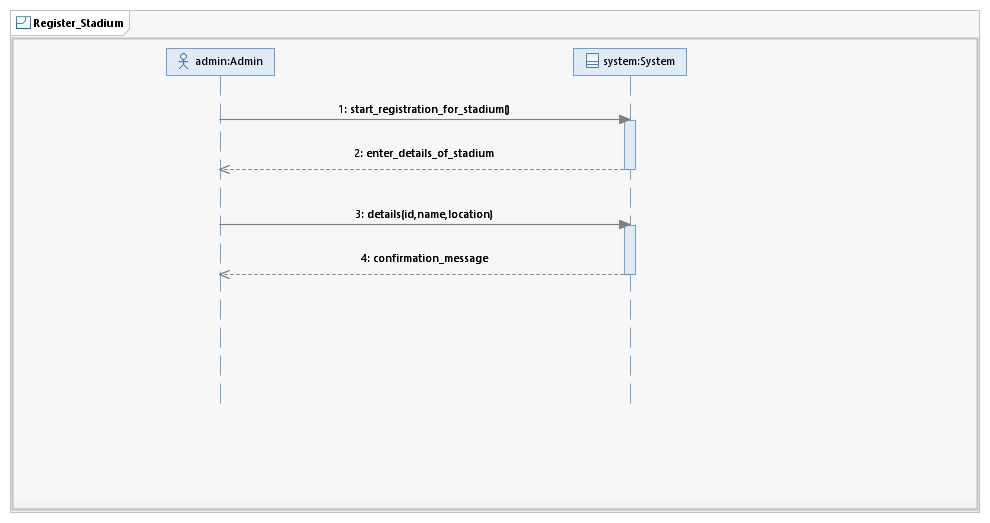 Register_Stadium
admin:Admin
system:System
1: start_registration_for_stadium()
2: enter_details_of_stadium
3: details(id,name,location)
4: confirmation_message